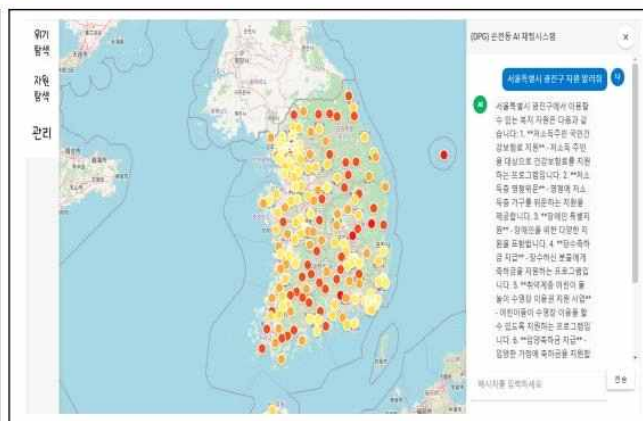 위기
탐색
자원
탐색
관리
(DPG) 온전동 AI 채팅시스템
×
서울특별시 광진구 자원 알려줘
나
AI
서울특별시 광진구에서 이용할
수 있는 복지 자원은 다음과 같
습니다: 1. **저소득주민 국민건
강보험료 지원** - 저소득 주민
을 대상으로 건강보험료를 지원
하는 프로그램입니다. 2. **저소
득층 명절위문** - 명절에 저소
득층 가구를 위문하는 지원을
제공합니다. 3. **장애인 특별지
원** - 장애인을 위한 다양한 지
원을 포함합니다. 4. **장수축하
금 지급** - 장수하신 분들에게
축하금을 지원하는 프로그램입
니다. 5. **취약계층 어린이 물
놀이 수영장 이용권 지원 사업**
- 어린이들이 수영장 이용을 할
수 있도록 지원하는 프로그램입
니다. 6. **입양축하금 지급** -
입양한 가정에 축하금을 지원합
메시지를 입력하세요
전송